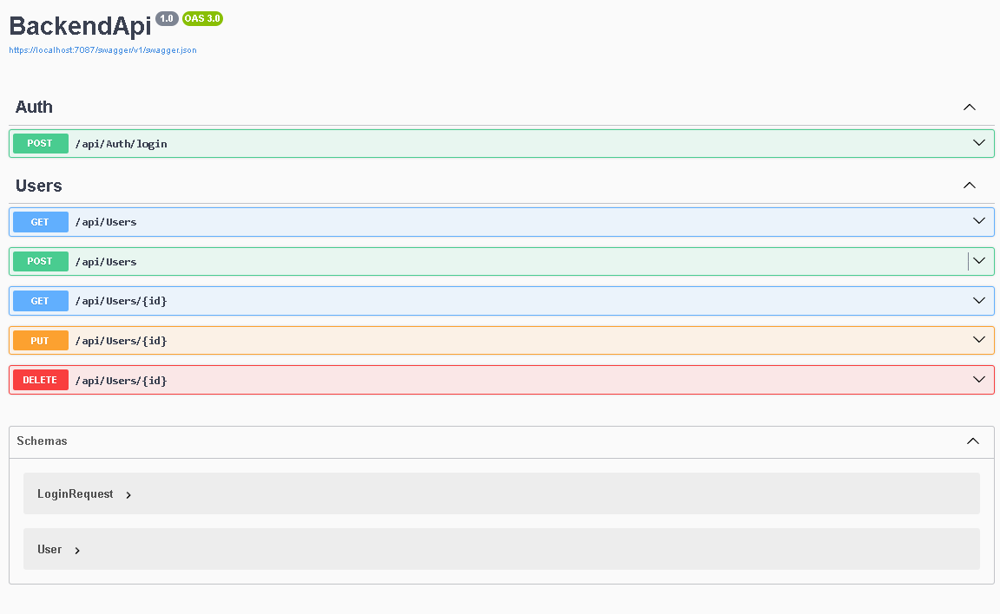 BackendApi 1.0 OAS 3.0
https://localhost:7087/swagger/v1/swagger.json
Auth
POST /api/Auth/login
Users
GET /api/Users
POST /api/Users
GET /api/Users/{id}
PUT /api/Users/{id}
DELETE /api/Users/{id}
Schemas
LoginRequest
User